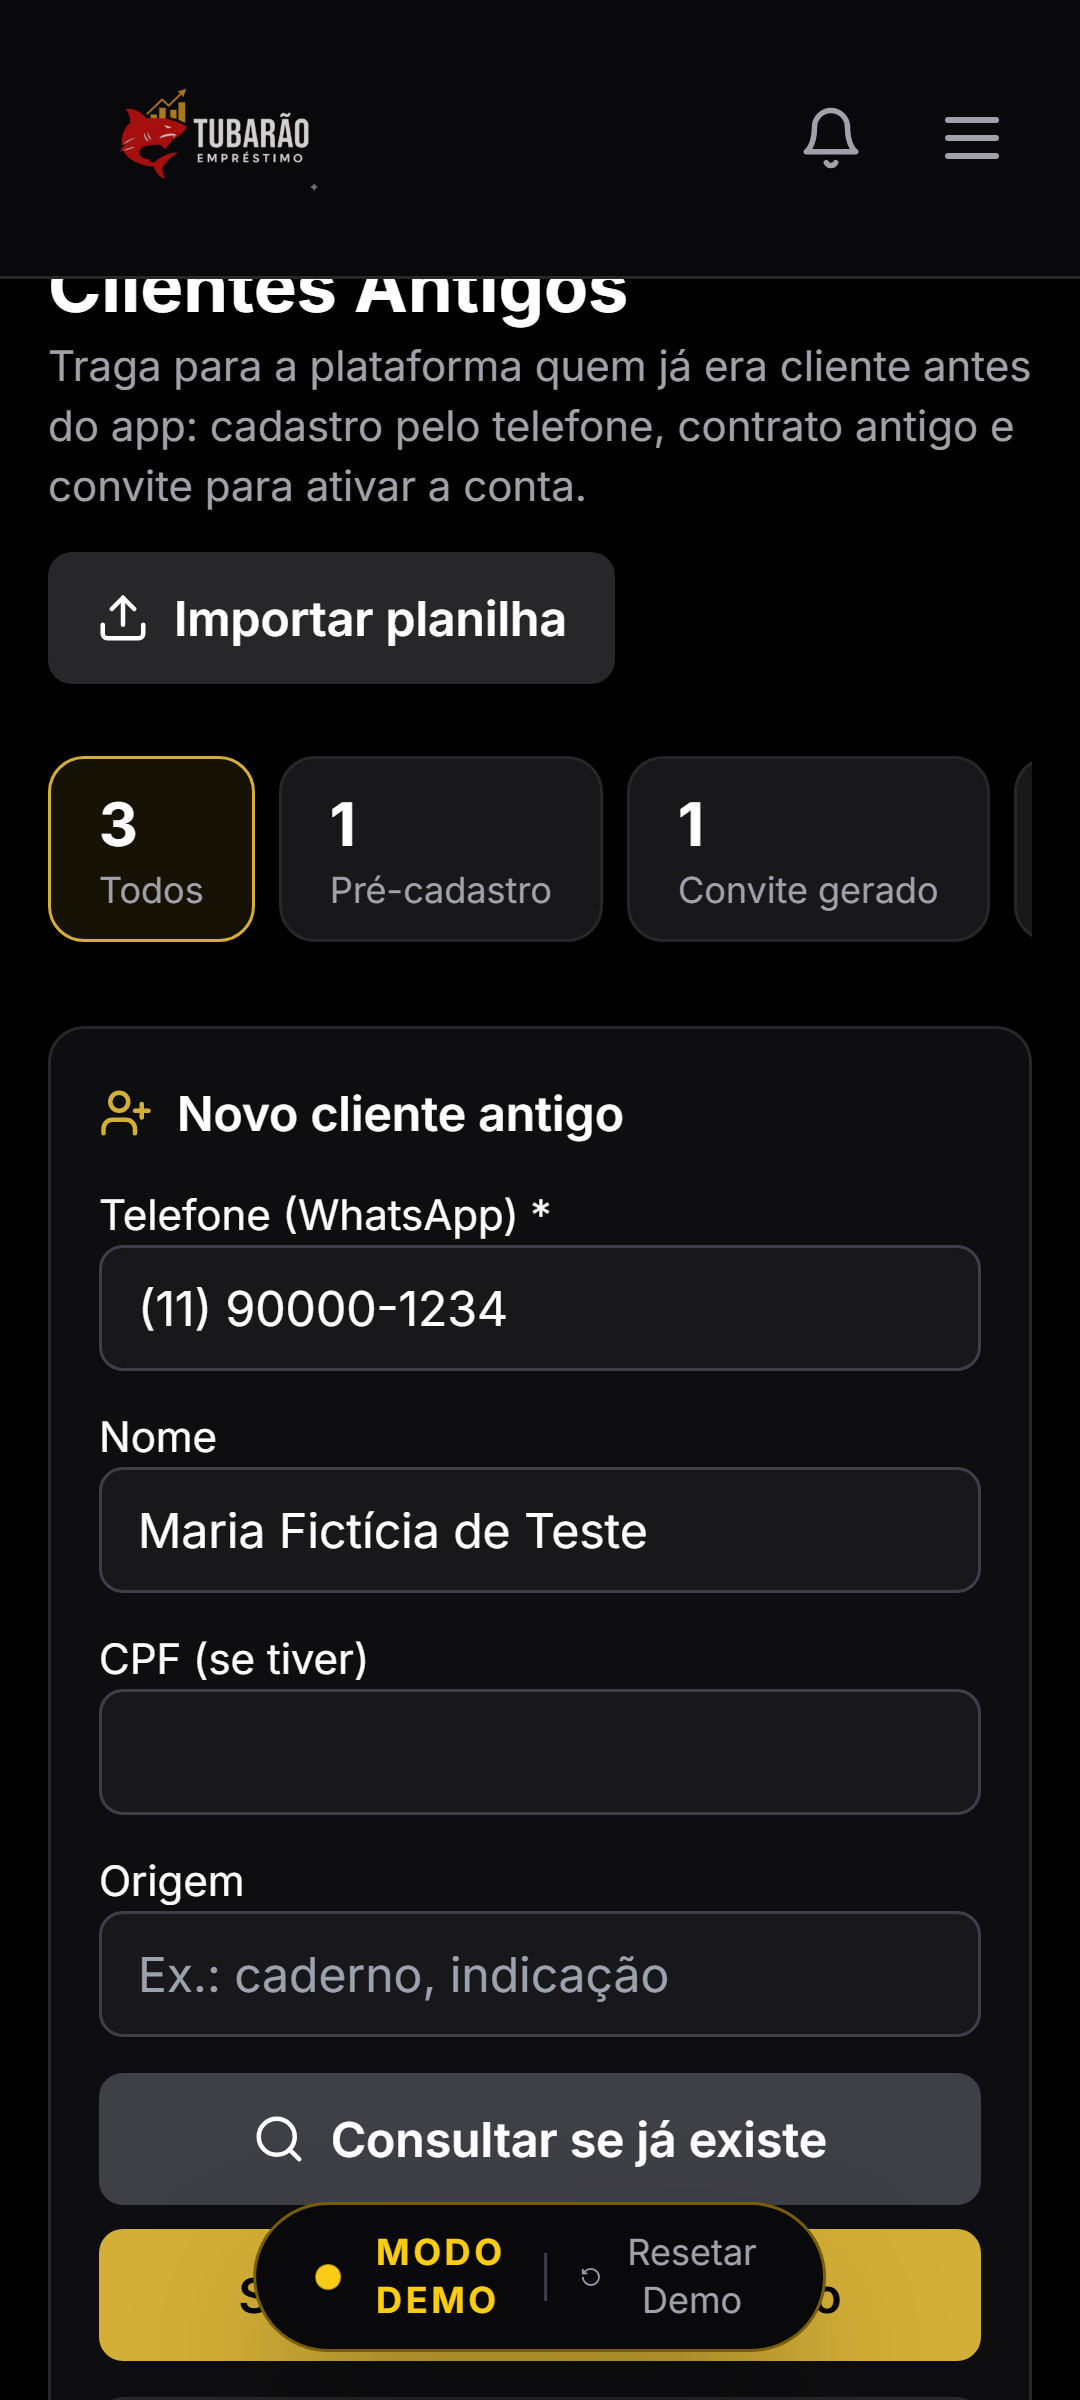 TUBARÃO
EMPRÉSTIMO
Clientes Antigos
Traga para a plataforma quem já era cliente antes
do app: cadastro pelo telefone, contrato antigo e
convite para ativar a conta.
Importar planilha
3
Todos
1
Pré-cadastro
1
Convite gerado
Novo cliente antigo
Telefone (WhatsApp) *
(11) 90000-1234
Nome
Maria Fictícia de Teste
CPF (se tiver)
Origem
Ex.: caderno, indicação
Consultar se já existe
MODO
DEMO
Resetar
Demo